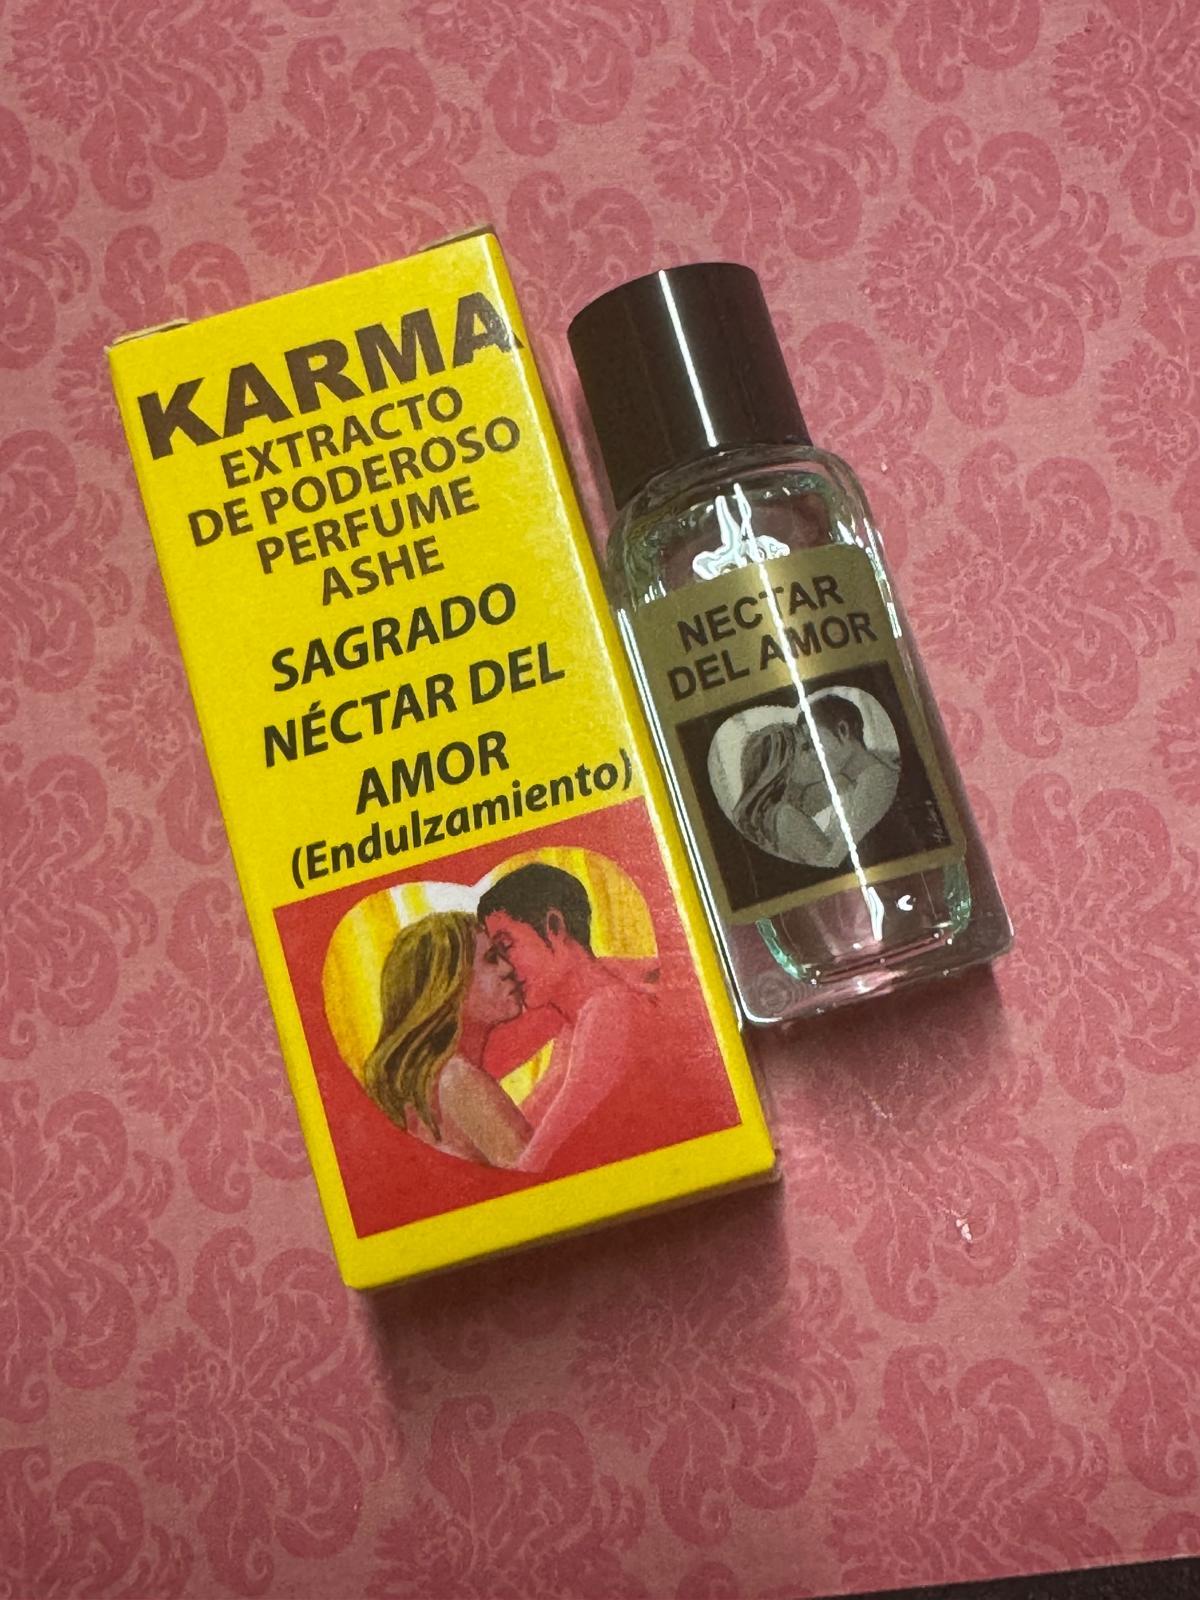 KARMA
EXTRACTO
DE PODEROSO
PERFUME
ASHE
SAGRADO
NÉCTAR DEL
AMOR
(Endulzamiento)
NECTAR
DEL AMOR